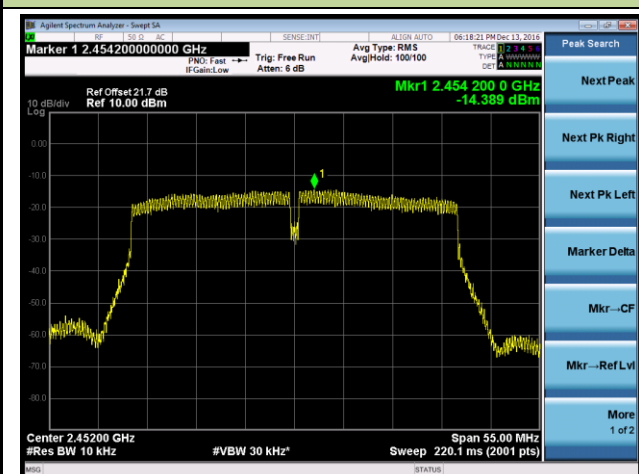 Agilent Spectrum Analyzer - Swept SA
RF 50 Ω AC SENSE:INT ALIGN AUTO 06:18:21 PM Dec 13, 2016
Marker 1 2.454200000000 GHz
PNO: Fast
IFGain:Low
Trig: Free Run
Atten: 6 dB
Avg Type: RMS
Avg|Hold: 100/100
TRACE 1 2 3 4 5 6
TYPE A WWWWW
DET A N N N N N
Peak Search
Ref Offset 21.7 dB
10 dB/div Ref 10.00 dBm
Log
Mkr1 2.454 200 0 GHz
-14.389 dBm
Next Peak
0.00
Next Pk Right
-10.0
1
Next Pk Left
-20.0
-30.0
Marker Delta
-40.0
-50.0
Mkr→CF
-60.0
Mkr→Ref Lvl
-70.0
-80.0
More
1 of 2
Center 2.45200 GHz Span 55.00 MHz
#Res BW 10 kHz #VBW 30 kHz* Sweep 220.1 ms (2001 pts)
MSG STATUS